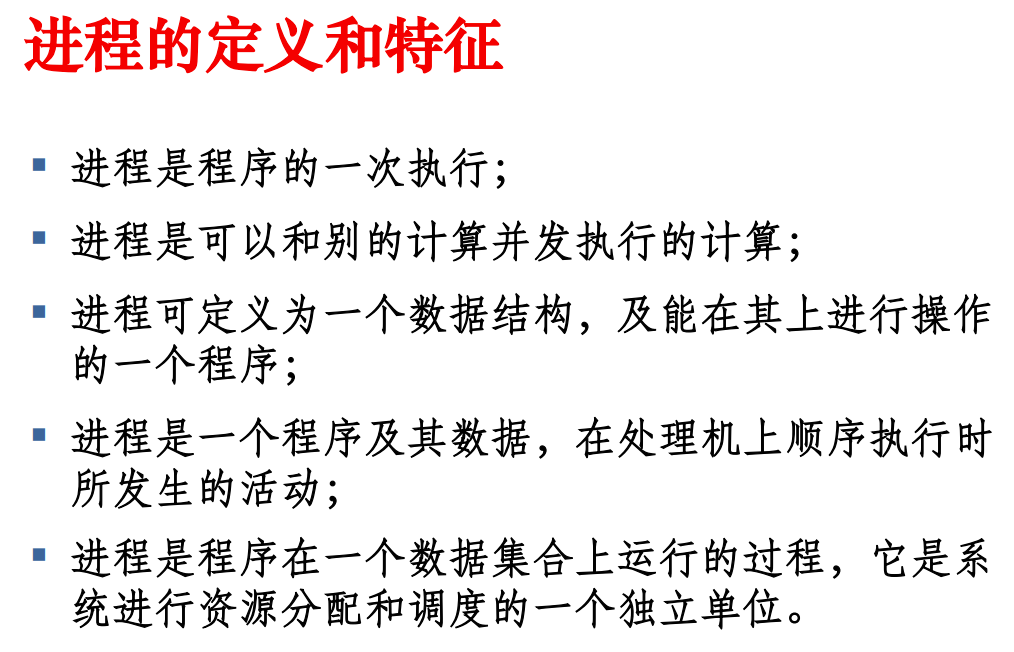 进程的定义和特征
▪ 进程是程序的一次执行；
▪ 进程是可以和别的计算并发执行的计算；
▪ 进程可定义为一个数据结构，及能在其上进行操作
的一个程序；
▪ 进程是一个程序及其数据，在处理机上顺序执行时
所发生的活动；
▪ 进程是程序在一个数据集合上运行的过程，它是系
统进行资源分配和调度的一个独立单位。